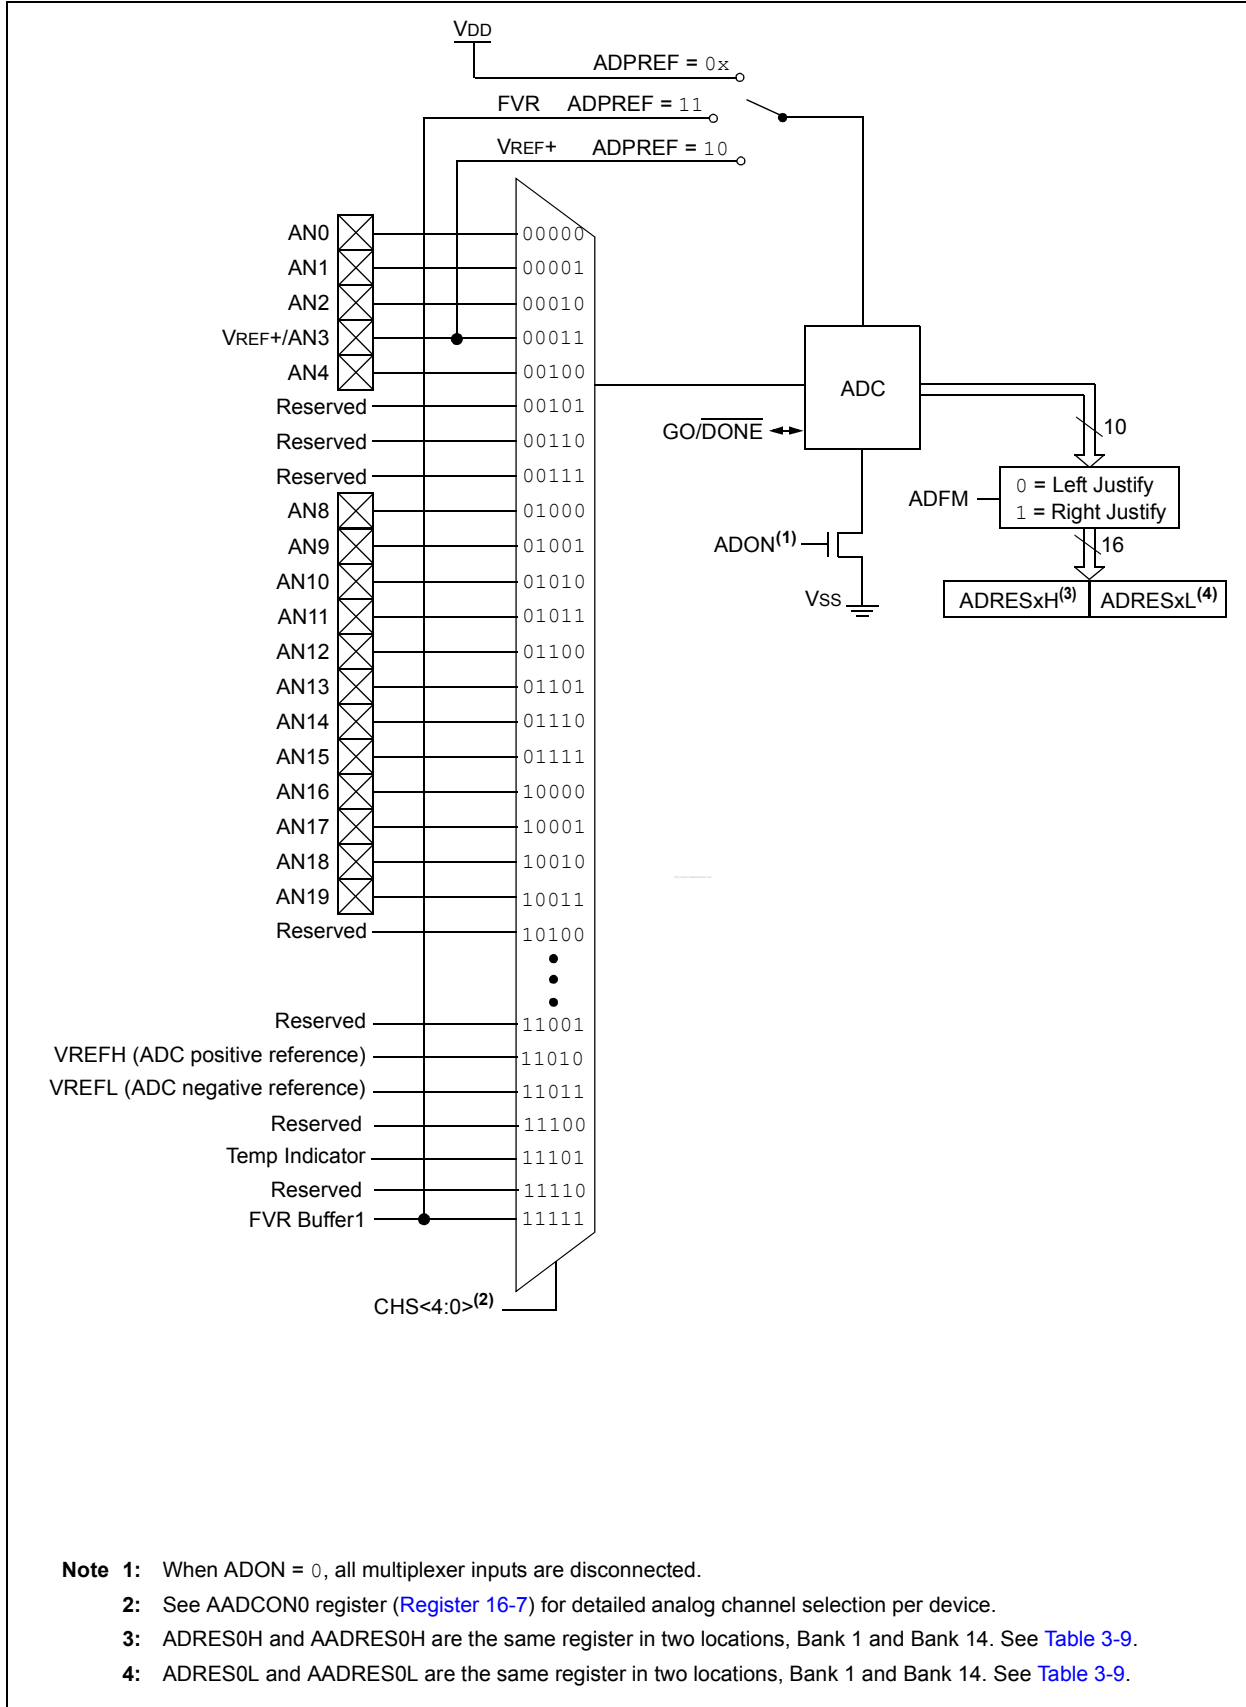 VDD
ADPREF = 0x
FVR ADPREF = 11
VREF+ ADPREF = 10
AN0 00000
AN1 00001
AN2 00010
VREF+/AN3 00011
AN4 00100
Reserved 00101
Reserved 00110
Reserved 00111
AN8 01000
AN9 01001
AN10 01010
AN11 01011
AN12 01100
AN13 01101
AN14 01110
AN15 01111
AN16 10000
AN17 10001
AN18 10010
AN19 10011
Reserved 10100
Reserved 11001
VREFH (ADC positive reference) 11010
VREFL (ADC negative reference) 11011
Reserved 11100
Temp Indicator 11101
Reserved 11110
FVR Buffer1 11111
CHS<4:0>(2)
ADC
GO/DONE
10
ADFM
0 = Left Justify
1 = Right Justify
16
ADON(1)
VSS
ADRESxH(3) ADRESxL(4)
Note 1: When ADON = 0, all multiplexer inputs are disconnected.
2: See AADCON0 register (Register 16-7) for detailed analog channel selection per device.
3: ADRES0H and AADRES0H are the same register in two locations, Bank 1 and Bank 14. See Table 3-9.
4: ADRES0L and AADRES0L are the same register in two locations, Bank 1 and Bank 14. See Table 3-9.